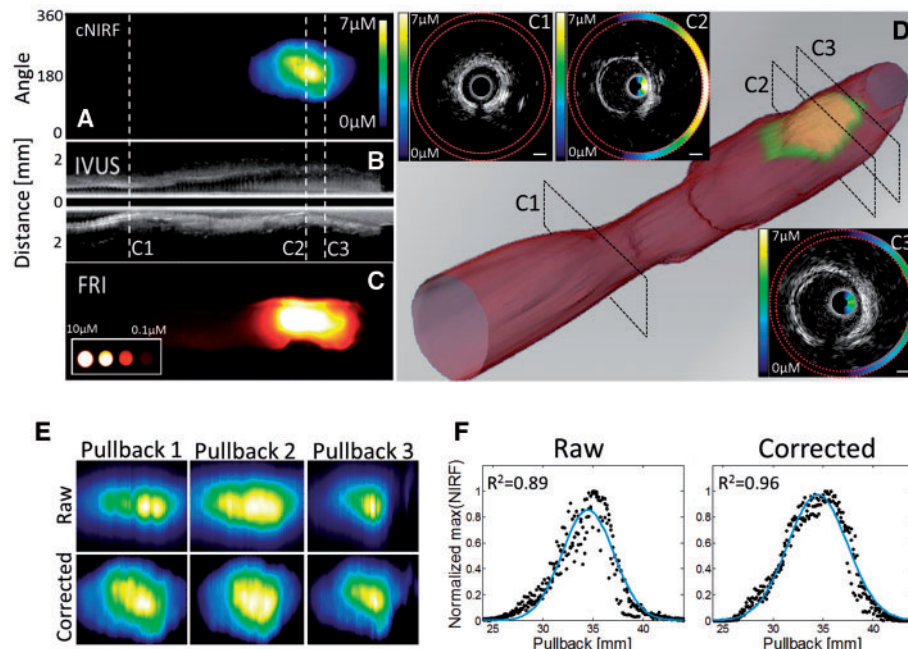 cNIRF
7µM
0µM
A
Angle
360
180
0
IVUS
B
Distance [mm]
2
0
2
C1
C2
C3
FRI
C
10µM
0.1µM
7µM
0µM
C1
7µM
0µM
C2
D
C3
C2
C1
7µM
0µM
C3
E
Pullback 1
Pullback 2
Pullback 3
Raw
Corrected
F
Raw
Corrected
R²=0.89
R²=0.96
Normalized max(NIRF)
1
0.8
0.6
0.4
0.2
0
25
30
35
40
Pullback [mm]
1
0.8
0.6
0.4
0.2
0
25
30
35
40
Pullback [mm]